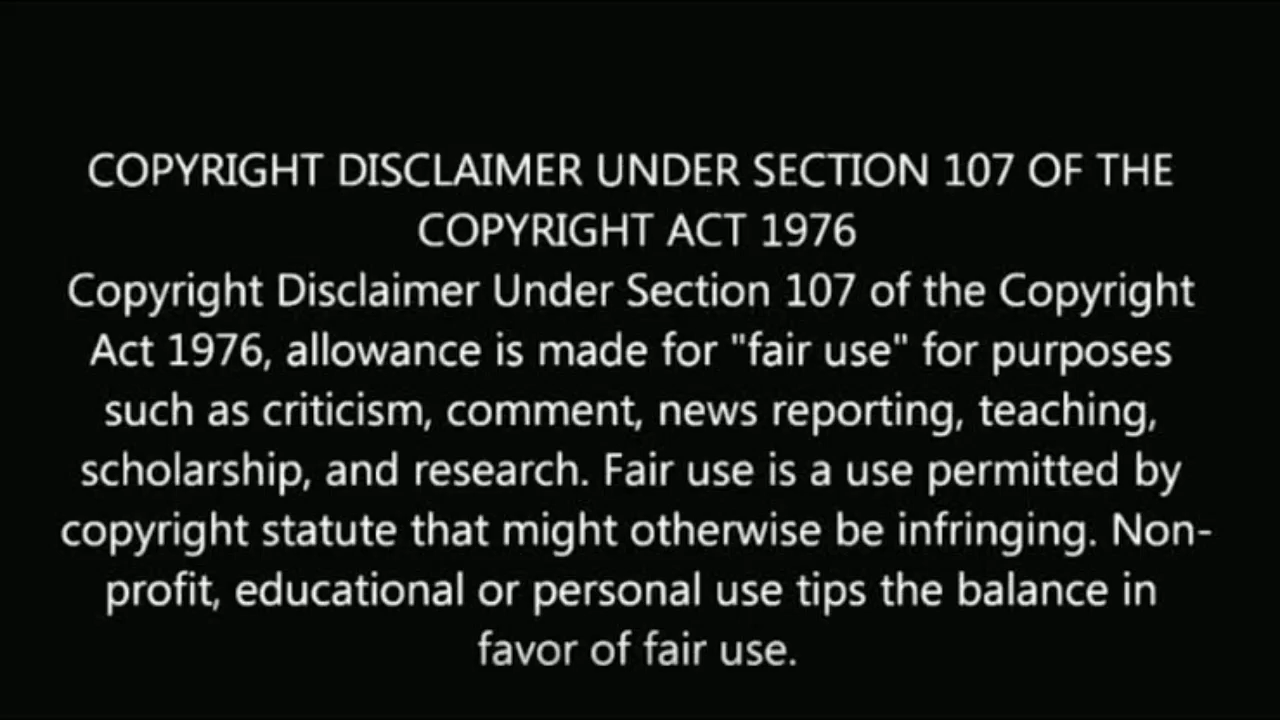 COPYRIGHT DISCLAIMER UNDER SECTION 107 OF THE
COPYRIGHT ACT 1976
Copyright Disclaimer Under Section 107 of the Copyright
Act 1976, allowance is made for "fair use" for purposes
such as criticism, comment, news reporting, teaching,
scholarship, and research. Fair use is a use permitted by
copyright statute that might otherwise be infringing. Non-
profit, educational or personal use tips the balance in
favor of fair use.